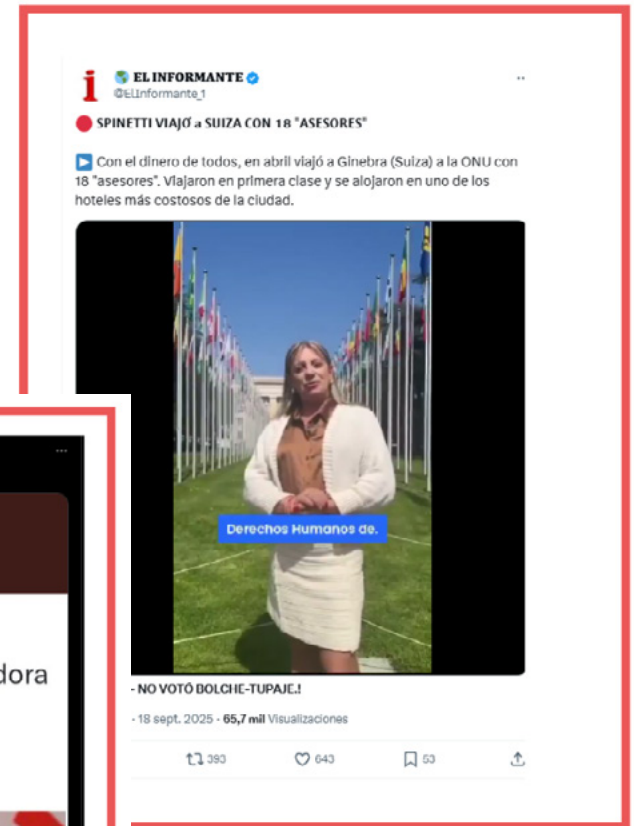 EL INFORMANTE
@ElInformante_1
SPINETTI VIAJÓ a SUIZA CON 18 "ASESORES"
Con el dinero de todos, en abril viajó a Ginebra (Suiza) a la ONU con
18 "asesores". Viajaron en primera clase y se alojaron en uno de los
hoteles más costosos de la ciudad.
Derechos Humanos de.
- NO VOTÓ BOLCHE-TUPAJE.!
· 18 sept. 2025 · 65,7 mil Visualizaciones
393 643 53
dora